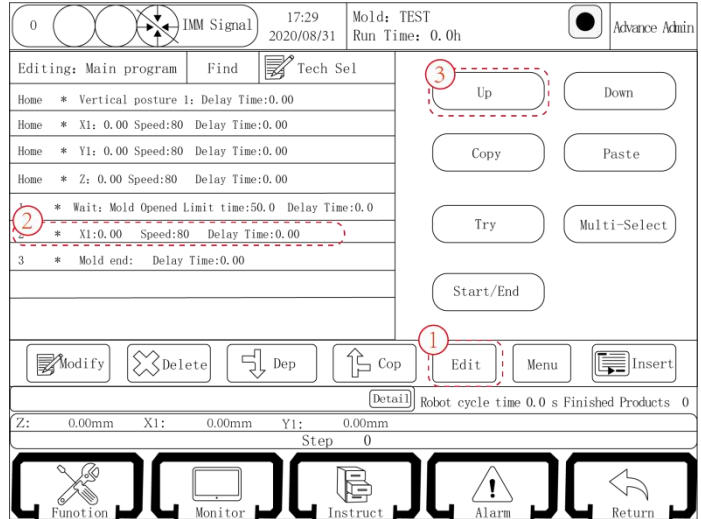 0 IMM Signal 17:29 2020/08/31 Mold: TEST Run Time: 0.0h Advance Admin
Editing: Main program Find Tech Sel
Home * Vertical posture 1: Delay Time:0.00
Home * X1: 0.00 Speed:80 Delay Time:0.00
Home * Y1: 0.00 Speed:80 Delay Time:0.00
Home * Z: 0.00 Speed:80 Delay Time:0.00
* Wait: Mold Opened Limit time:50.0 Delay Time:0.0
2
* X1:0.00 Speed:80 Delay Time:0.00
3 * Mold end: Delay Time:0.00
3
Up Down
Copy Paste
Try Multi-Select
Start/End
1
Modify Delete Dep Cop Edit Menu Insert
Detail Robot cycle time 0.0 s Finished Products 0
Z: 0.00mm X1: 0.00mm Y1: 0.00mm
Step 0
Funotion Monitor Instruct Alarm Return